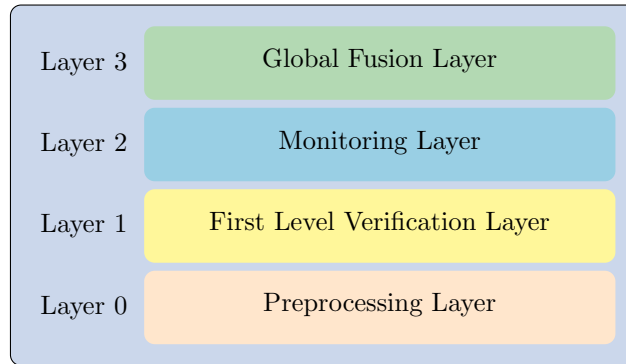 Layer 3 Global Fusion Layer
Layer 2 Monitoring Layer
Layer 1 First Level Verification Layer
Layer 0 Preprocessing Layer